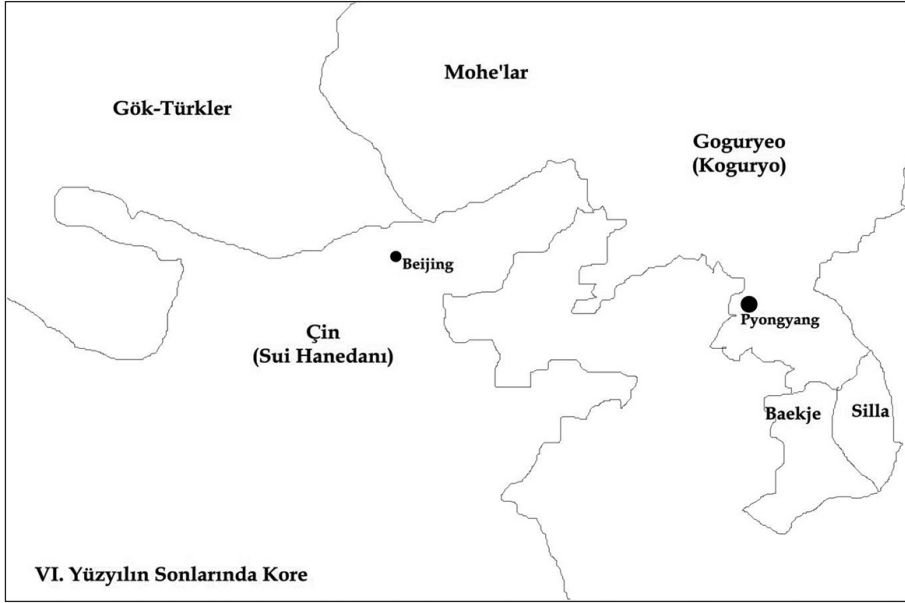 Mohe'lar
Gök-Türkler
Goguryeo
(Koguryo)
Beijing
Pyongyang
Çin
(Sui Hanedanı)
Baekje
Silla
VI. Yüzyılın Sonlarında Kore